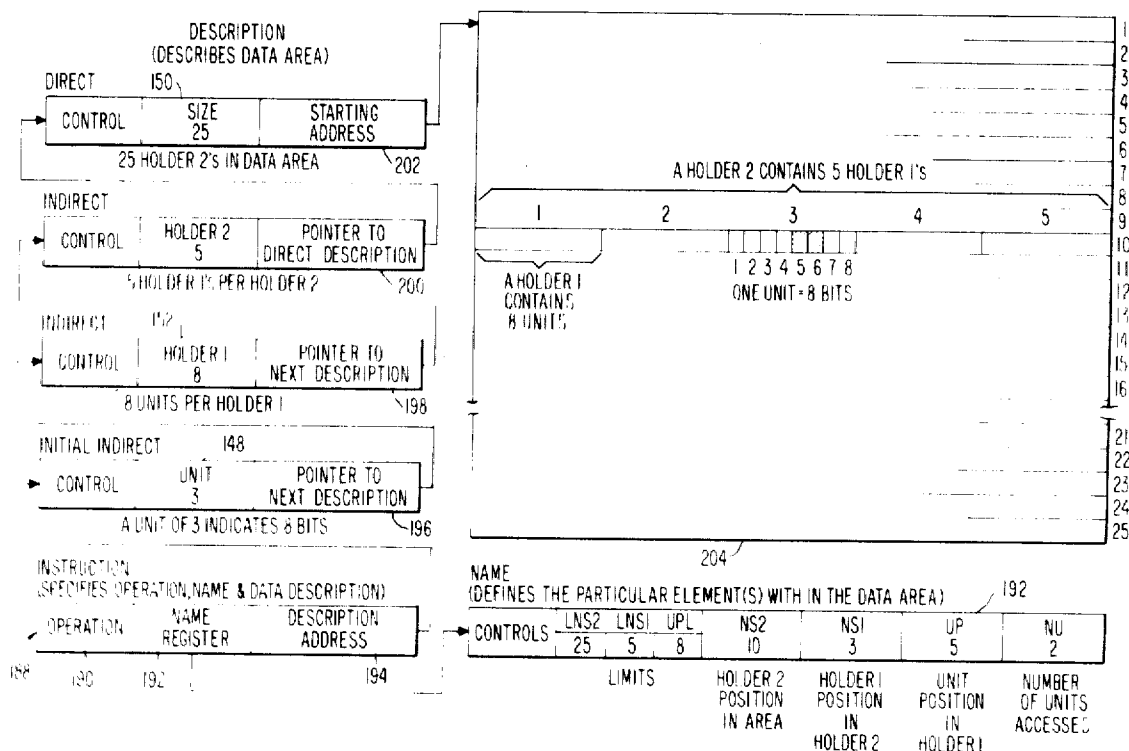 DESCRIPTION
(DESCRIBES DATA AREA)
DIRECT
150
CONTROL
SIZE
25
STARTING
ADDRESS
25 HOLDER 2'S IN DATA AREA
202
INDIRECT
CONTROL
HOLDER 2
5
POINTER TO
DIRECT DESCRIPTION
5 HOLDER 1'S PER HOLDER 2
200
INDIRECT
152
CONTROL
HOLDER 1
8
POINTER TO
NEXT DESCRIPTION
8 UNITS PER HOLDER 1
198
INITIAL INDIRECT
148
CONTROL
UNIT
3
POINTER TO
NEXT DESCRIPTION
A UNIT OF 3 INDICATES 8 BITS
196
INSTRUCTION
(SPECIFIES OPERATION, NAME & DATA DESCRIPTION)
OPERATION
NAME
REGISTER
DESCRIPTION
ADDRESS
188
190
192
194
A HOLDER 2 CONTAINS 5 HOLDER 1'S
1 2 3 4 5
A HOLDER 1
CONTAINS
8 UNITS
1 2 3 4 5 6 7 8
ONE UNIT = 8 BITS
1
2
3
4
5
6
7
8
9
10
11
12
13
14
15
16
21
22
23
24
25
204
NAME
(DEFINES THE PARTICULAR ELEMENT(S) WITH IN THE DATA AREA)
192
CONTROLS
LNS2 LNS1 UPL
25 5 8
NS2
10
NS1
3
UP
5
NU
2
LIMITS
HOLDER 2
POSITION
IN AREA
HOLDER 1
POSITION
IN
HOLDER 2
UNIT
POSITION
IN
HOLDER 1
NUMBER
OF UNITS
ACCESSES